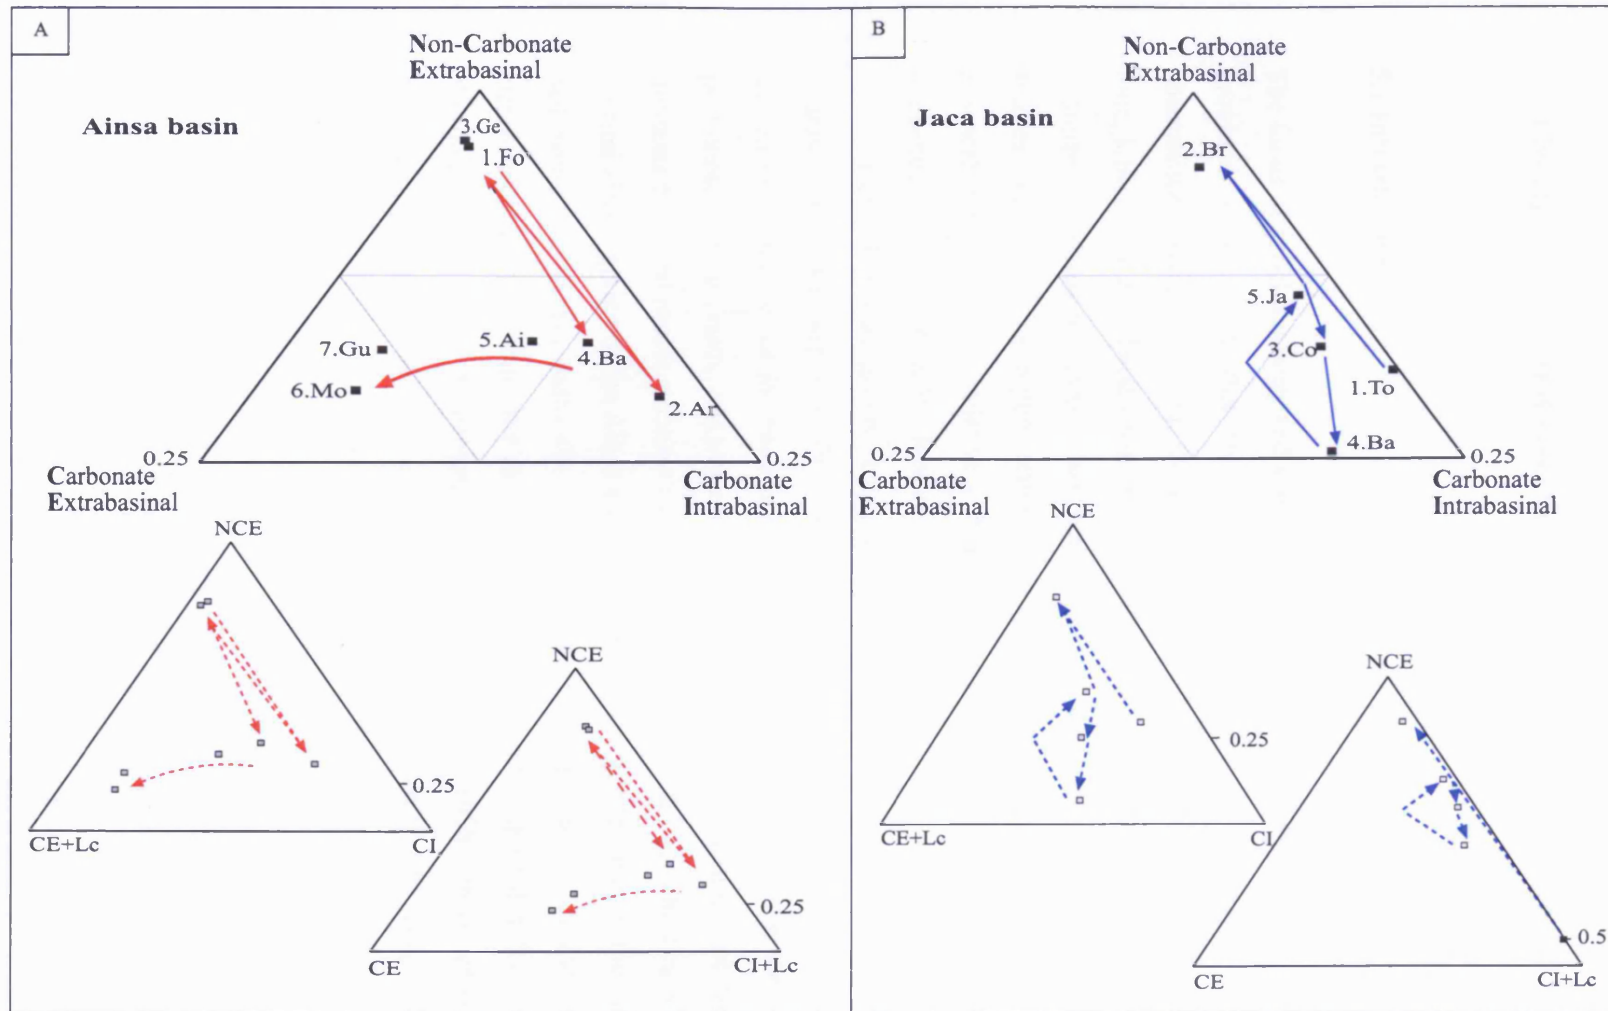 A
Non-Carbonate
Extrabasinal
Ainsa basin
3.Ge
1.Fo
5.Ai
4.Ba
7.Gu
6.Mo
2.Ar
0.25
0.25
Carbonate
Extrabasinal
Carbonate
Intrabasinal
NCE
0.25
CE+Lc
CI
NCE
0.25
CE
CI+Lc
B
Non-Carbonate
Extrabasinal
Jaca basin
2.Br
5.Ja
3.Co
1.To
4.Ba
0.25
0.25
Carbonate
Extrabasinal
Carbonate
Intrabasinal
NCE
0.25
CE+Lc
CI
NCE
0.5
CE
CI+Lc